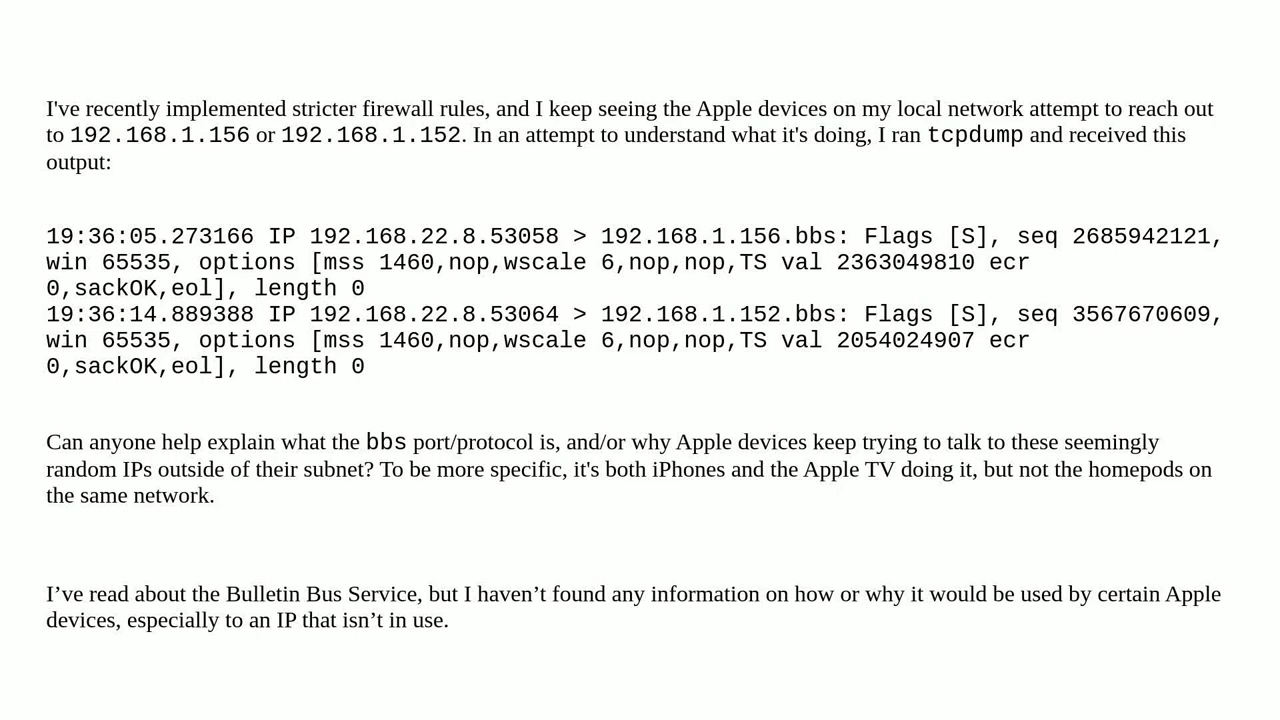 I've recently implemented stricter firewall rules, and I keep seeing the Apple devices on my local network attempt to reach out
to 192.168.1.156 or 192.168.1.152. In an attempt to understand what it's doing, I ran tcpdump and received this
output:
19:36:05.273166 IP 192.168.22.8.53058 > 192.168.1.156.bbs: Flags [S], seq 2685942121,
win 65535, options [mss 1460,nop,wscale 6,nop,nop,TS val 2363049810 ecr
0,sackOK,eol], length 0
19:36:14.889388 IP 192.168.22.8.53064 > 192.168.1.152.bbs: Flags [S], seq 3567670609,
win 65535, options [mss 1460,nop,wscale 6,nop,nop,TS val 2054024907 ecr
0,sackOK,eol], length 0
Can anyone help explain what the bbs port/protocol is, and/or why Apple devices keep trying to talk to these seemingly
random IPs outside of their subnet? To be more specific, it's both iPhones and the Apple TV doing it, but not the homepods on
the same network.
I’ve read about the Bulletin Bus Service, but I haven’t found any information on how or why it would be used by certain Apple
devices, especially to an IP that isn’t in use.